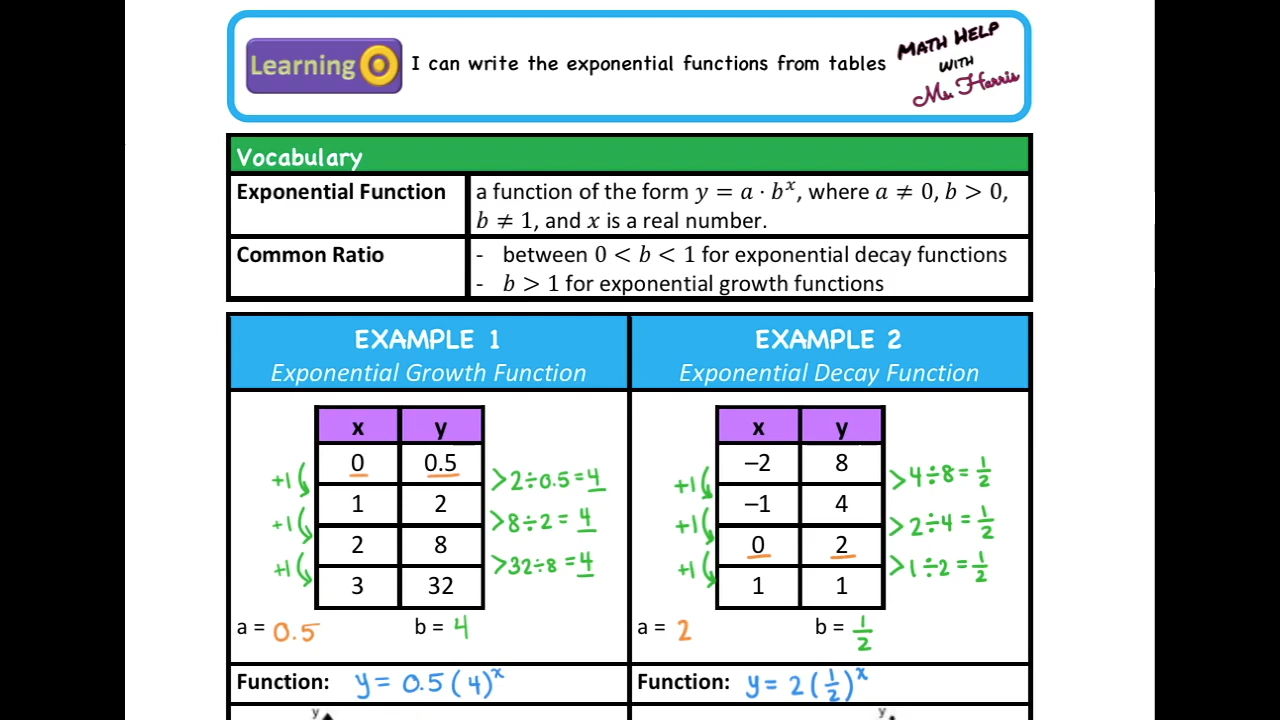 Learning
I can write the exponential functions from tables
MATH HELP
WITH
Ms. Harris
Vocabulary
Exponential Function
a function of the form y = a · bˣ, where a ≠ 0, b > 0,
b ≠ 1, and x is a real number.
Common Ratio
- between 0 < b < 1 for exponential decay functions
- b > 1 for exponential growth functions
EXAMPLE 1
Exponential Growth Function
x y
0 0.5
1 2
2 8
3 32
+1
+1
+1
>2÷0.5=4
>8÷2=4
>32÷8=4
a = 0.5 b = 4
Function: y = 0.5(4)ˣ
y
EXAMPLE 2
Exponential Decay Function
x y
–2 8
–1 4
0 2
1 1
+1
+1
+1
>4÷8=1/2
>2÷4=1/2
>1÷2=1/2
a = 2 b = 1/2
Function: y = 2(1/2)ˣ
y